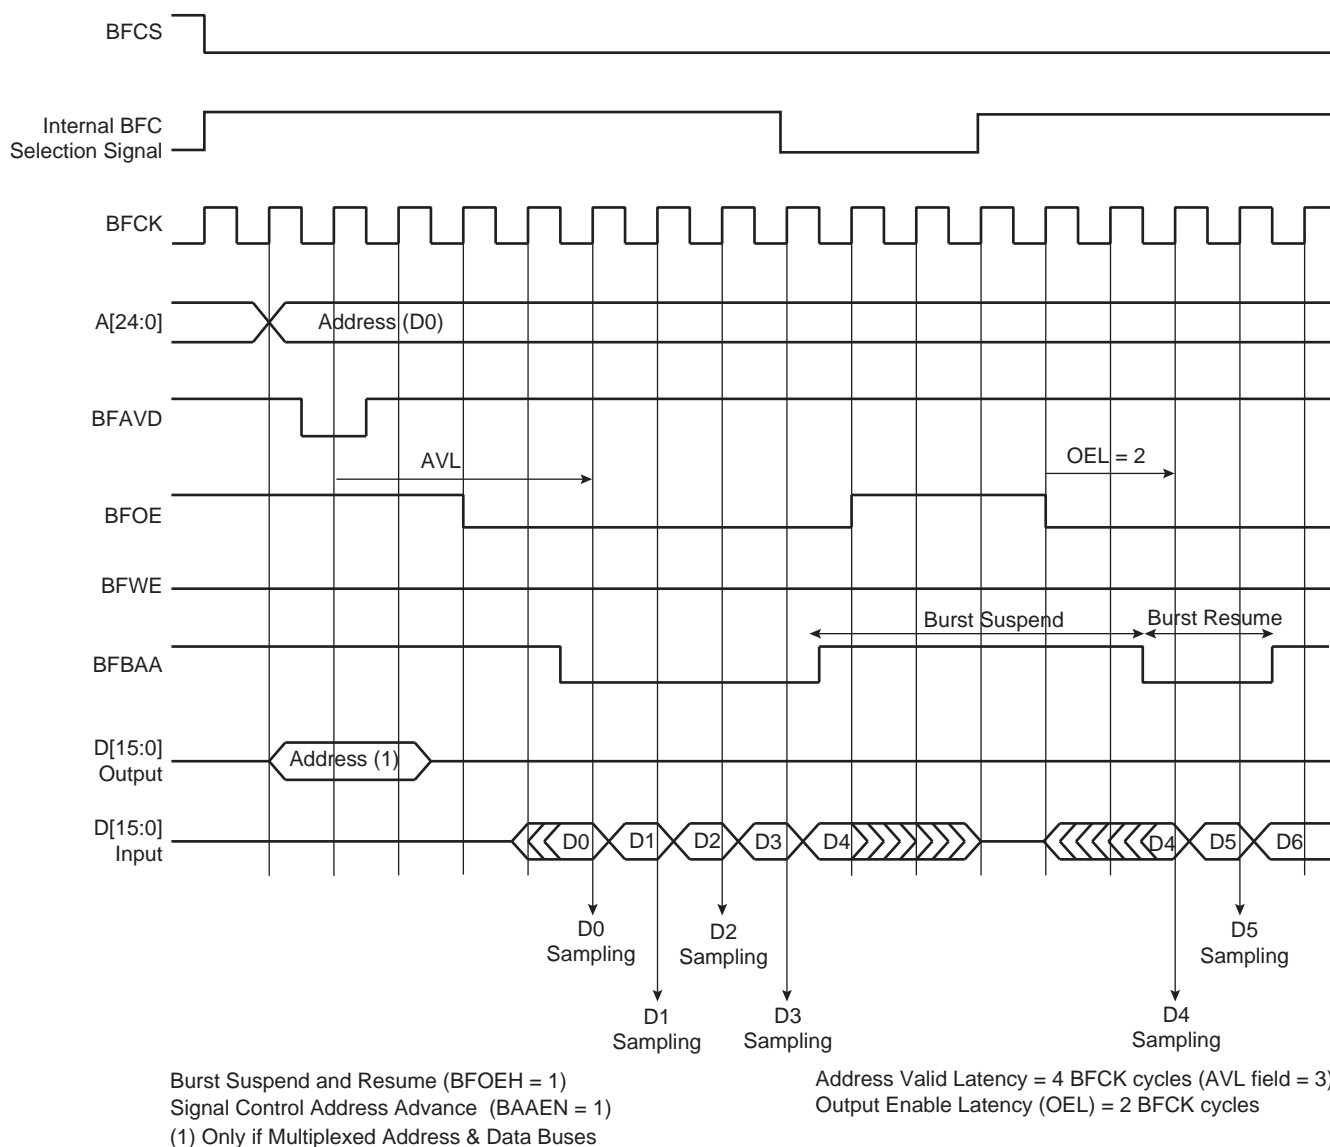 BFCS
Internal BFC
Selection Signal
BFCK
A[24:0]
Address (D0)
BFAVD
AVL
OEL = 2
BFOE
BFWE
Burst Suspend
Burst Resume
BFBAA
D[15:0]
Output
Address (1)
D[15:0]
Input
D0
D1
D2
D3
D4
D4
D5
D6
D0
Sampling
D2
Sampling
D5
Sampling
D1
Sampling
D3
Sampling
D4
Sampling
Burst Suspend and Resume (BFOEH = 1)
Signal Control Address Advance (BAAEN = 1)
(1) Only if Multiplexed Address & Data Buses
Address Valid Latency = 4 BFCK cycles (AVL field = 3)
Output Enable Latency (OEL) = 2 BFCK cycles